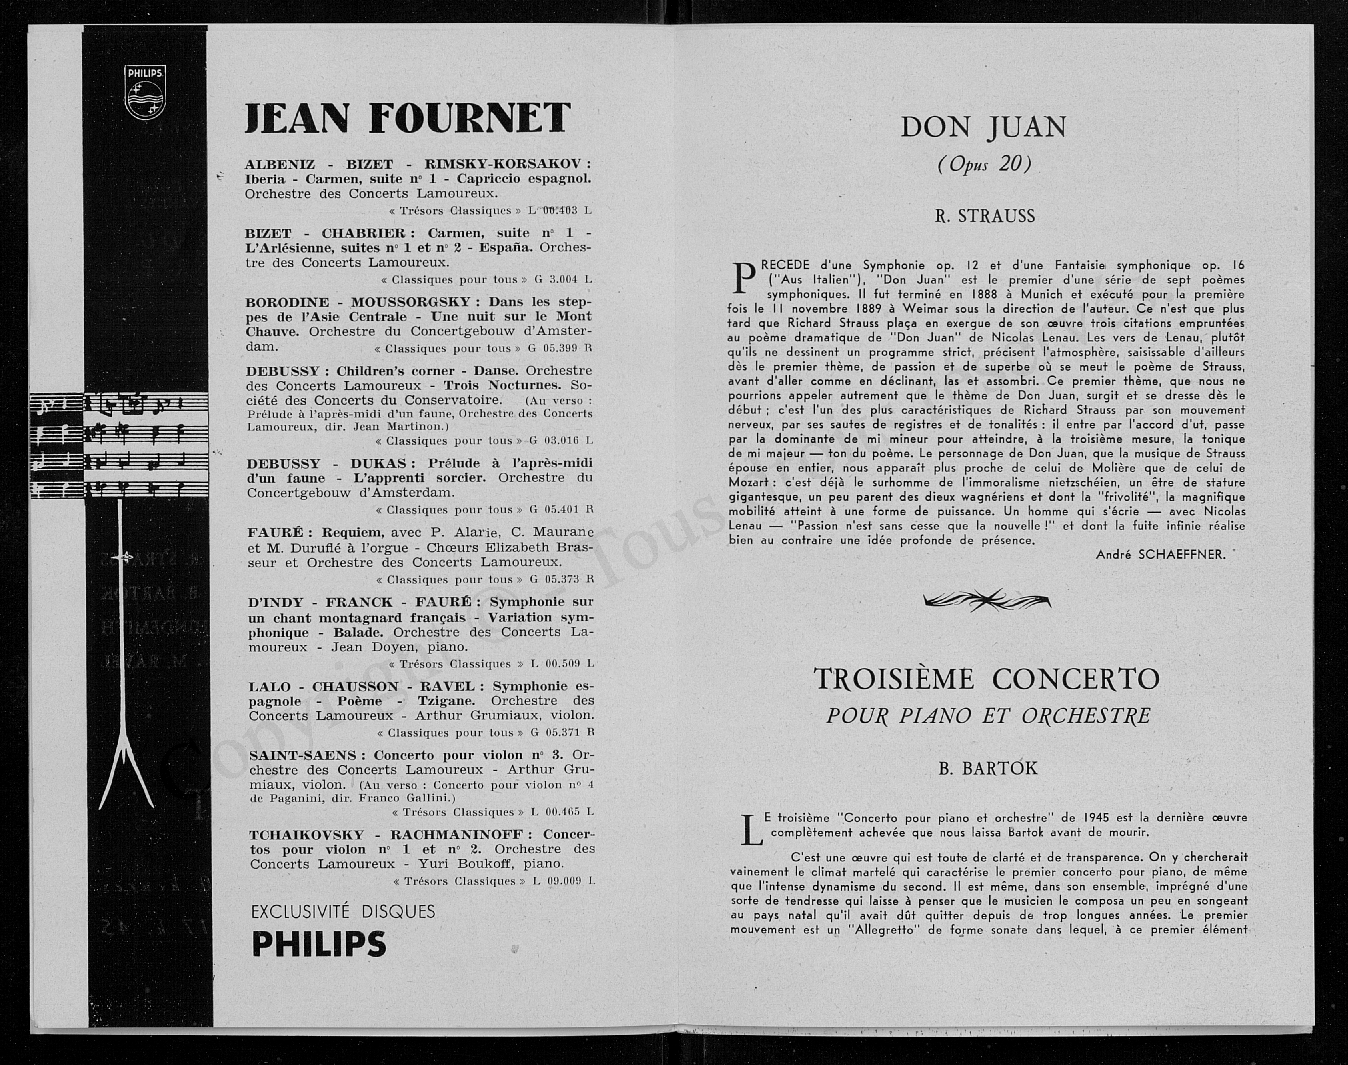 PHILIPS
JEAN FOURNET
ALBENIZ - BIZET - RIMSKY-KORSAKOV :
Iberia - Carmen, suite n° 1 - Capriccio espagnol.
Orchestre des Concerts Lamoureux.
« Trésors Classiques » L 00.403 L
BIZET - CHABRIER : Carmen, suite n° 1 -
L'Arlésienne, suites n° 1 et n° 2 - España. Orches-
tre des Concerts Lamoureux.
« Classiques pour tous » G 3.004 L
BORODINE - MOUSSORGSKY : Dans les step-
pes de l'Asie Centrale - Une nuit sur le Mont
Chauve. Orchestre du Concertgebouw d'Amster-
dam. « Classiques pour tous » G 05.399 R
DEBUSSY : Children's corner - Danse. Orchestre
des Concerts Lamoureux - Trois Nocturnes. So-
ciété des Concerts du Conservatoire. (Au verso :
Prélude à l'après-midi d'un faune, Orchestre des Concerts
Lamoureux, dir. Jean Martinon.)
« Classiques pour tous » G 03.016 L
DEBUSSY - DUKAS : Prélude à l'après-midi
d'un faune - L'apprenti sorcier. Orchestre du
Concertgebouw d'Amsterdam.
« Classiques pour tous » G 05.401 R
FAURÉ : Requiem, avec P. Alarie, C. Maurane
et M. Duruflé à l'orgue - Chœurs Elizabeth Bras-
seur et Orchestre des Concerts Lamoureux.
« Classiques pour tous » G 05.373 R
D'INDY - FRANCK - FAURÉ : Symphonie sur
un chant montagnard français - Variation sym-
phonique - Balade. Orchestre des Concerts La-
moureux - Jean Doyen, piano.
« Trésors Classiques » L 00.509 L
LALO - CHAUSSON - RAVEL : Symphonie es-
pagnole - Poème - Tzigane. Orchestre des
Concerts Lamoureux - Arthur Grumiaux, violon.
« Classiques pour tous » G 05.371 R
SAINT-SAENS : Concerto pour violon n° 3. Or-
chestre des Concerts Lamoureux - Arthur Gru-
miaux, violon. (Au verso : Concerto pour violon n° 4
de Paganini, dir. Franco Gallini.)
« Trésors Classiques » L 00.465 L
TCHAIKOVSKY - RACHMANINOFF : Concer-
tos pour violon n° 1 et n° 2. Orchestre des
Concerts Lamoureux - Yuri Boukoff, piano.
« Trésors Classiques » L 09.009 L
EXCLUSIVITÉ DISQUES
PHILIPS
DON JUAN
(Opus 20)
R. STRAUSS
PRECEDE d'une Symphonie op. 12 et d'une Fantaisie symphonique op. 16
("Aus Italien"), "Don Juan" est le premier d'une série de sept poèmes
symphoniques. Il fut terminé en 1888 à Munich et exécuté pour la première
fois le 11 novembre 1889 à Weimar sous la direction de l'auteur. Ce n'est que plus
tard que Richard Strauss plaça en exergue de son œuvre trois citations empruntées
au poème dramatique de "Don Juan" de Nicolas Lenau. Les vers de Lenau, plutôt
qu'ils ne dessinent un programme strict, précisent l'atmosphère, saisissable d'ailleurs
dès le premier thème, de passion et de superbe où se meut le poème de Strauss,
avant d'aller comme en déclinant, las et assombri. Ce premier thème, que nous ne
pourrions appeler autrement que le thème de Don Juan, surgit et se dresse dès le
début ; c'est l'un des plus caractéristiques de Richard Strauss par son mouvement
nerveux, par ses sautes de registres et de tonalités : il entre par l'accord d'ut, passe
par la dominante de mi mineur pour atteindre, à la troisième mesure, la tonique
de mi majeur — ton du poème. Le personnage de Don Juan, que la musique de Strauss
épouse en entier, nous apparaît plus proche de celui de Molière que de celui de
Mozart : c'est déjà le surhomme de l'immoralisme nietzschéien, un être de stature
gigantesque, un peu parent des dieux wagnériens et dont la "frivolité", la magnifique
mobilité atteint à une forme de puissance. Un homme qui s'écrie — avec Nicolas
Lenau — "Passion n'est sans cesse que la nouvelle !" et dont la fuite infinie réalise
bien au contraire une idée profonde de présence.
André SCHAEFFNER.
TROISIÈME CONCERTO
POUR PIANO ET ORCHESTRE
B. BARTOK
LE troisième "Concerto pour piano et orchestre" de 1945 est la dernière œuvre
complètement achevée que nous laissa Bartok avant de mourir.
C'est une œuvre qui est toute de clarté et de transparence. On y chercherait
vainement le climat martelé qui caractérise le premier concerto pour piano, de même
que l'intense dynamisme du second. Il est même, dans son ensemble, imprégné d'une
sorte de tendresse qui laisse à penser que le musicien le composa un peu en songeant
au pays natal qu'il avait dût quitter depuis de trop longues années. Le premier
mouvement est un "Allegretto" de forme sonate dans lequel, à ce premier élément
Copyright © - Tous